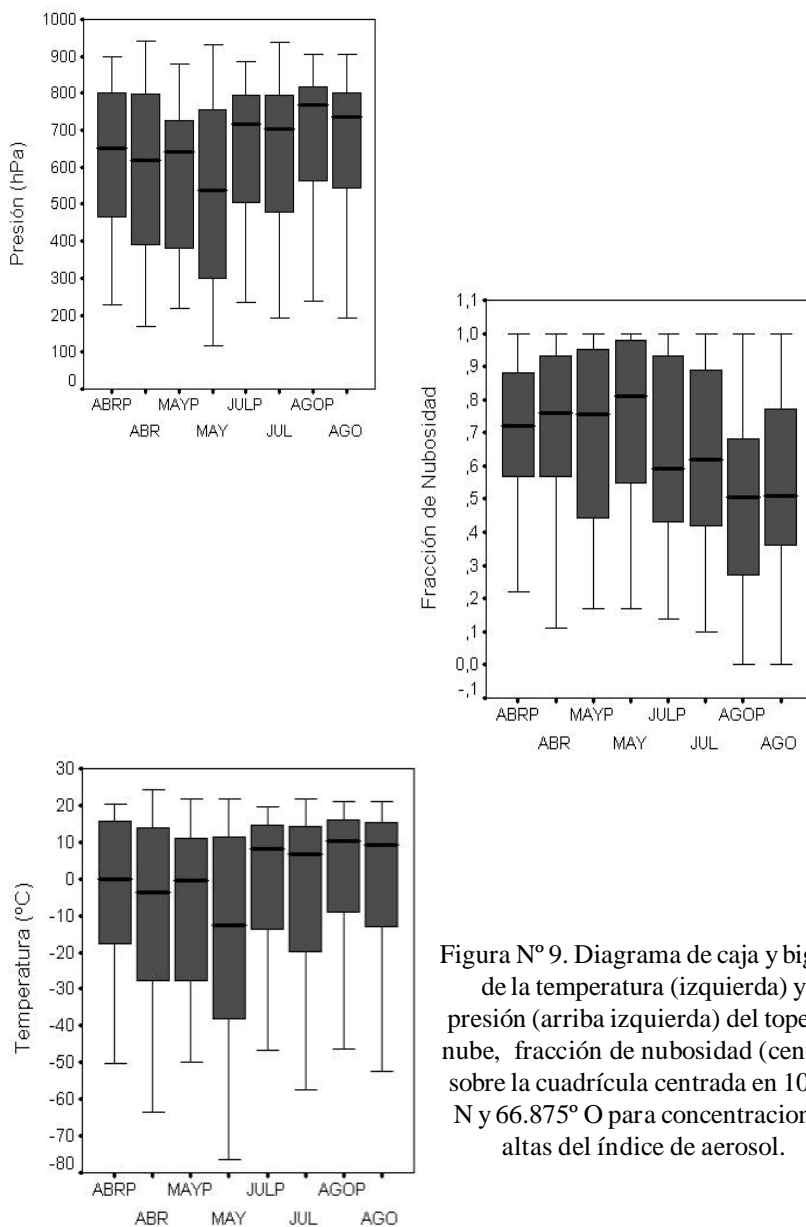 1000
900
800
700
600
500
400
300
200
100
0
Presión (hPa)
ABRP MAYP JULP AGOP
ABR MAY JUL AGO
1,1
1,0
,9
,8
,7
,6
,5
,4
,3
,2
,1
0,0
-,1
Fracción de Nubosidad
ABRP MAYP JULP AGOP
ABR MAY JUL AGO
30
20
10
0
-10
-20
-30
-40
-50
-60
-70
-80
Temperatura (ºC)
ABRP MAYP JULP AGOP
ABR MAY JUL AGO
Figura Nº 9. Diagrama de caja y
de la temperatura (izquierda) y
presión (arriba izquierda) del
nube, fracción de nubosidad
sobre la cuadrícula centrada en
N y 66.875º O para
altas del índice de aerosol.